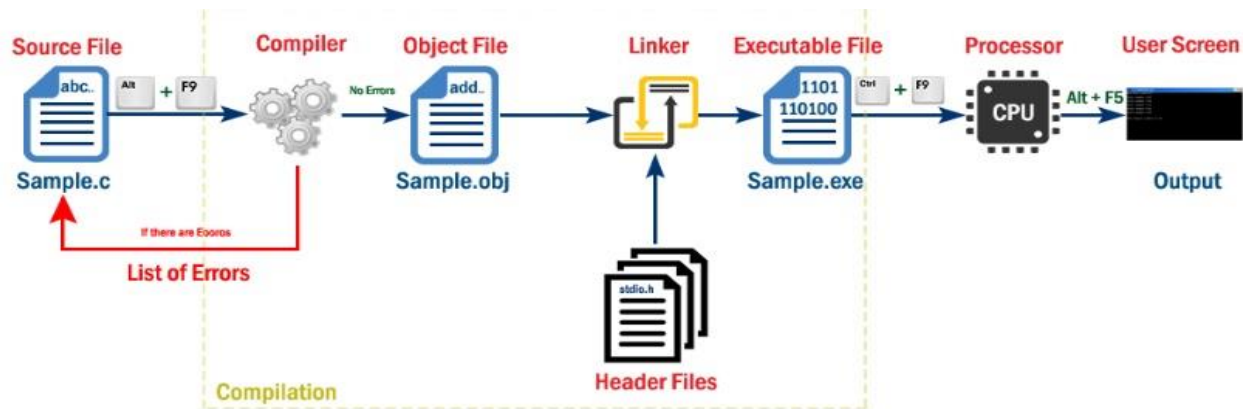 Source File
Compiler
Object File
Linker
Executable File
Processor
User Screen
abc..
Alt + F9
No Errors
add..
1101
110100
Ctrl + F9
CPU
Alt + F5
Sample.c
Sample.obj
Sample.exe
Output
If there are Eooros
List of Errors
stdio.h
Header Files
Compilation